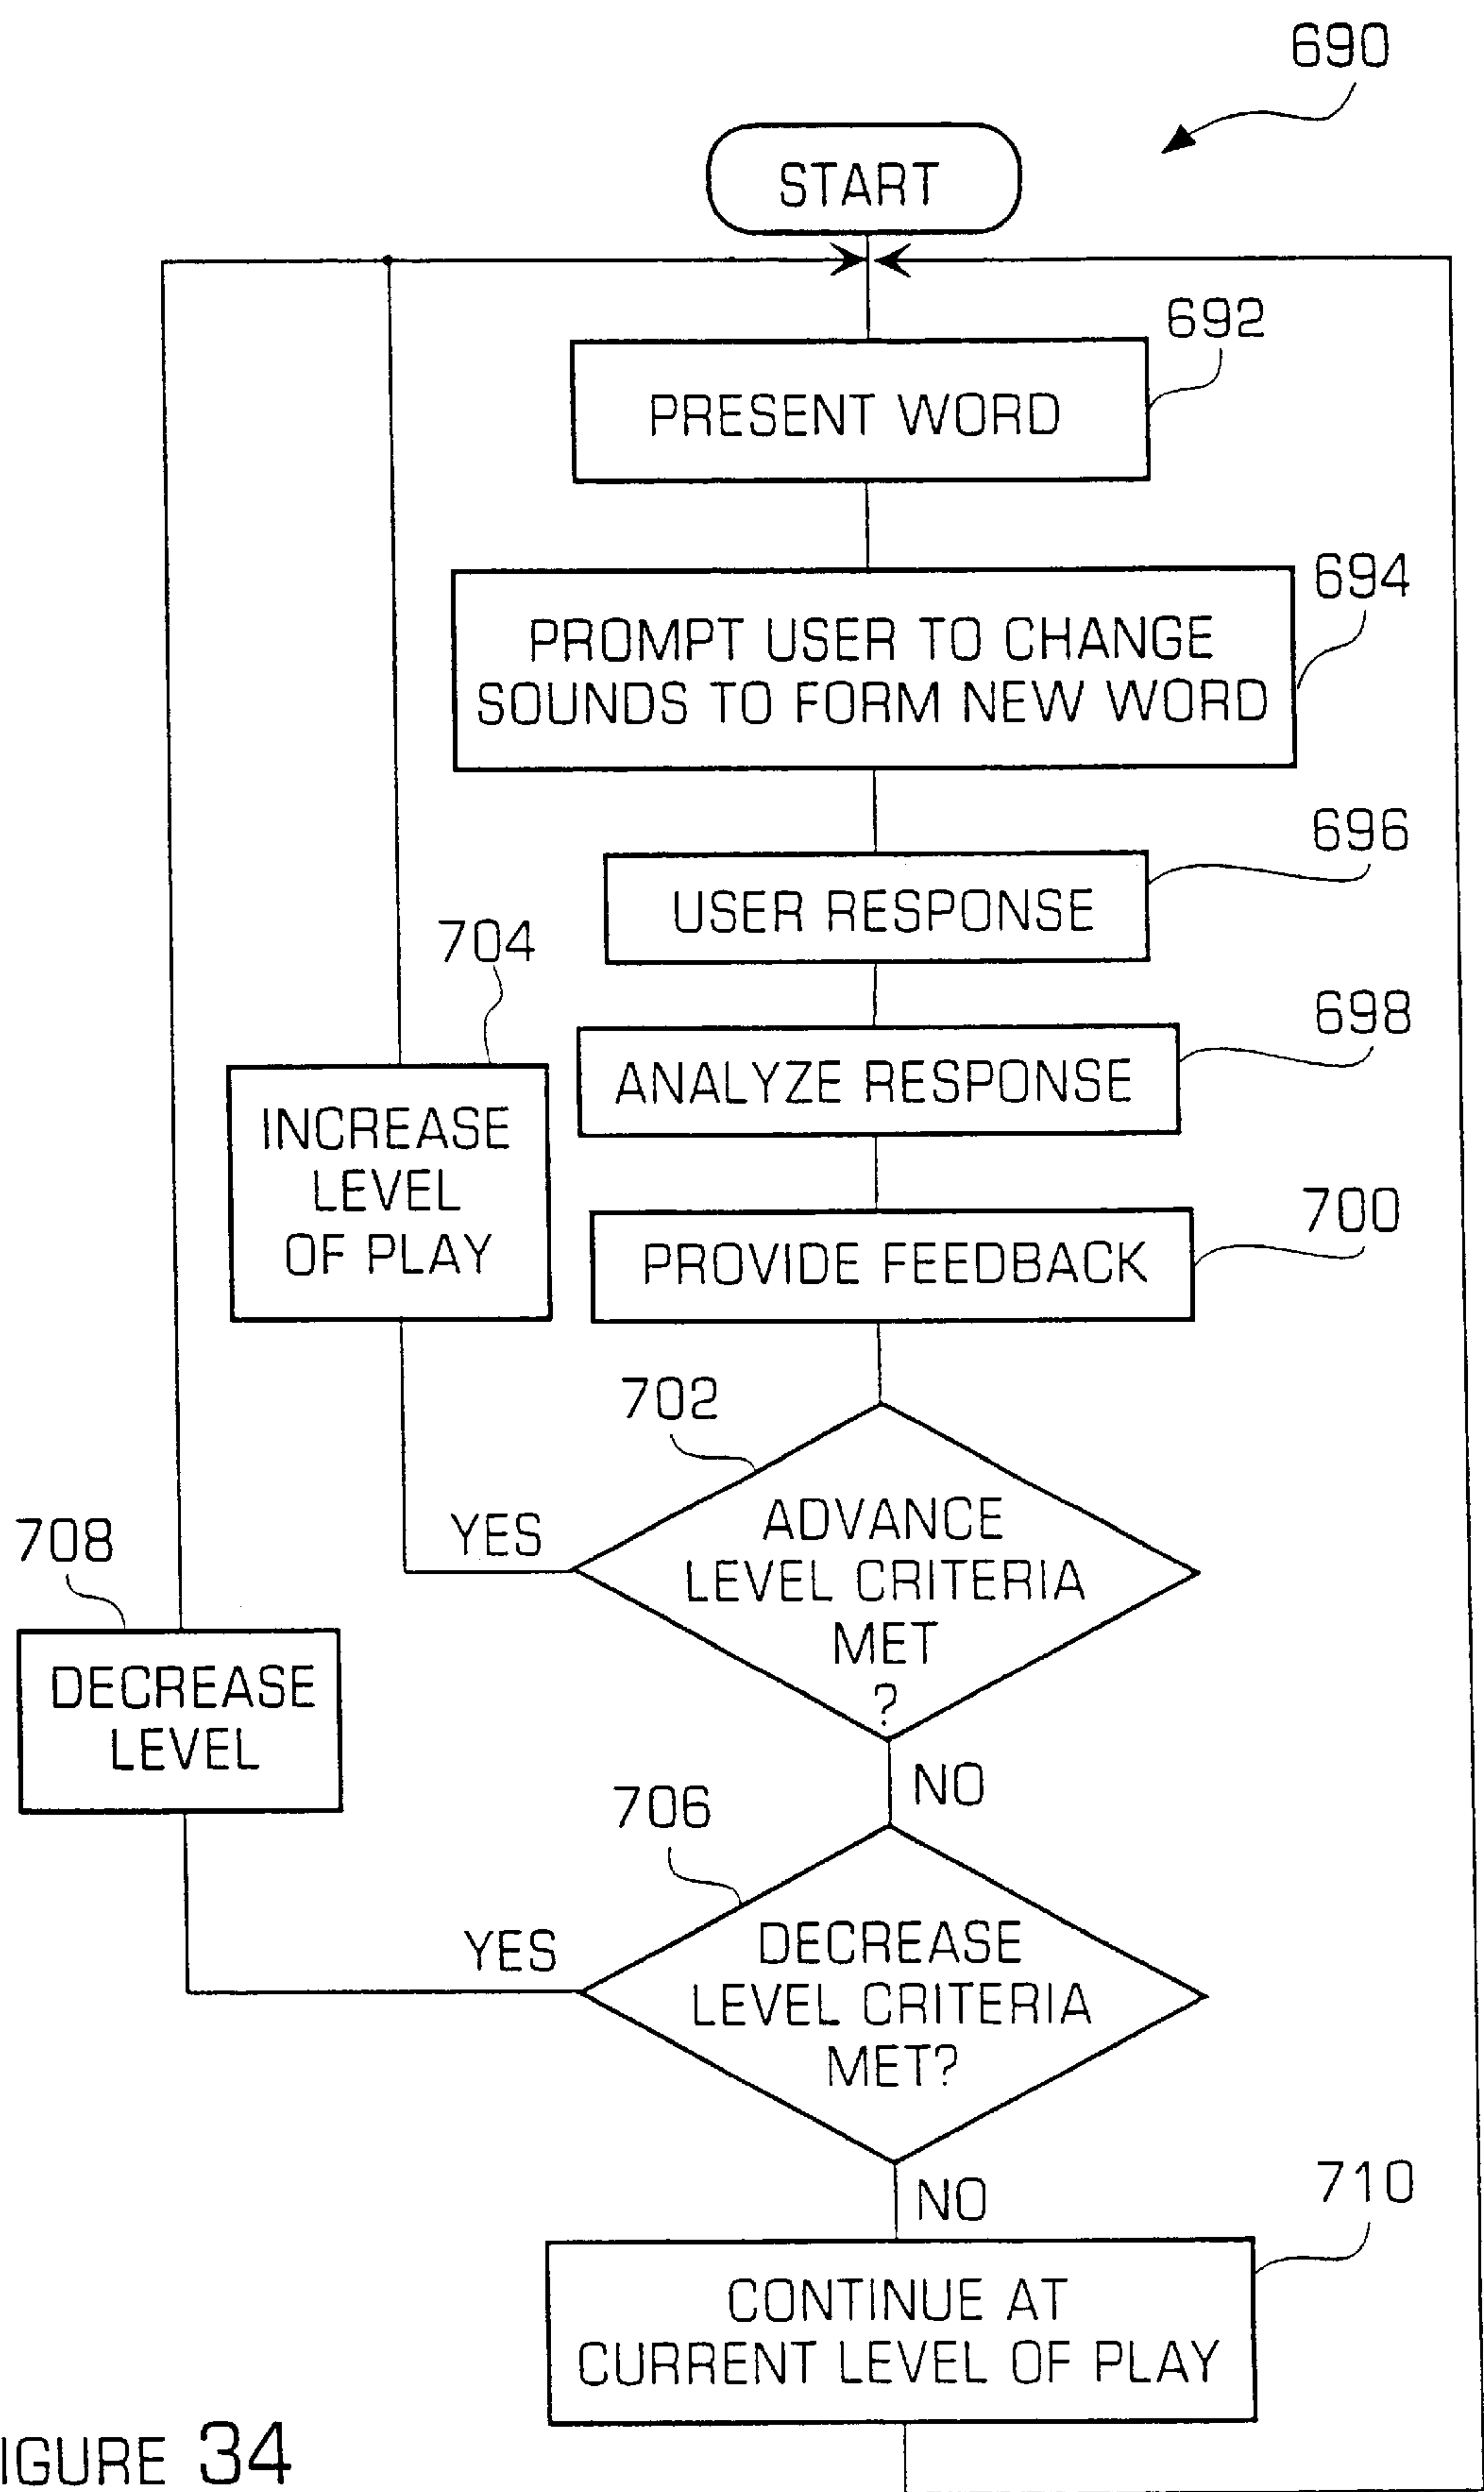 690
START
692
PRESENT WORD
694
PROMPT USER TO CHANGE
SOUNDS TO FORM NEW WORD
696
USER RESPONSE
704
698
ANALYZE RESPONSE
INCREASE
LEVEL
OF PLAY
700
PROVIDE FEEDBACK
702
ADVANCE
LEVEL CRITERIA
MET
?
YES
708
DECREASE
LEVEL
NO
706
YES
DECREASE
LEVEL CRITERIA
MET?
NO
710
CONTINUE AT
CURRENT LEVEL OF PLAY
IGURE 34